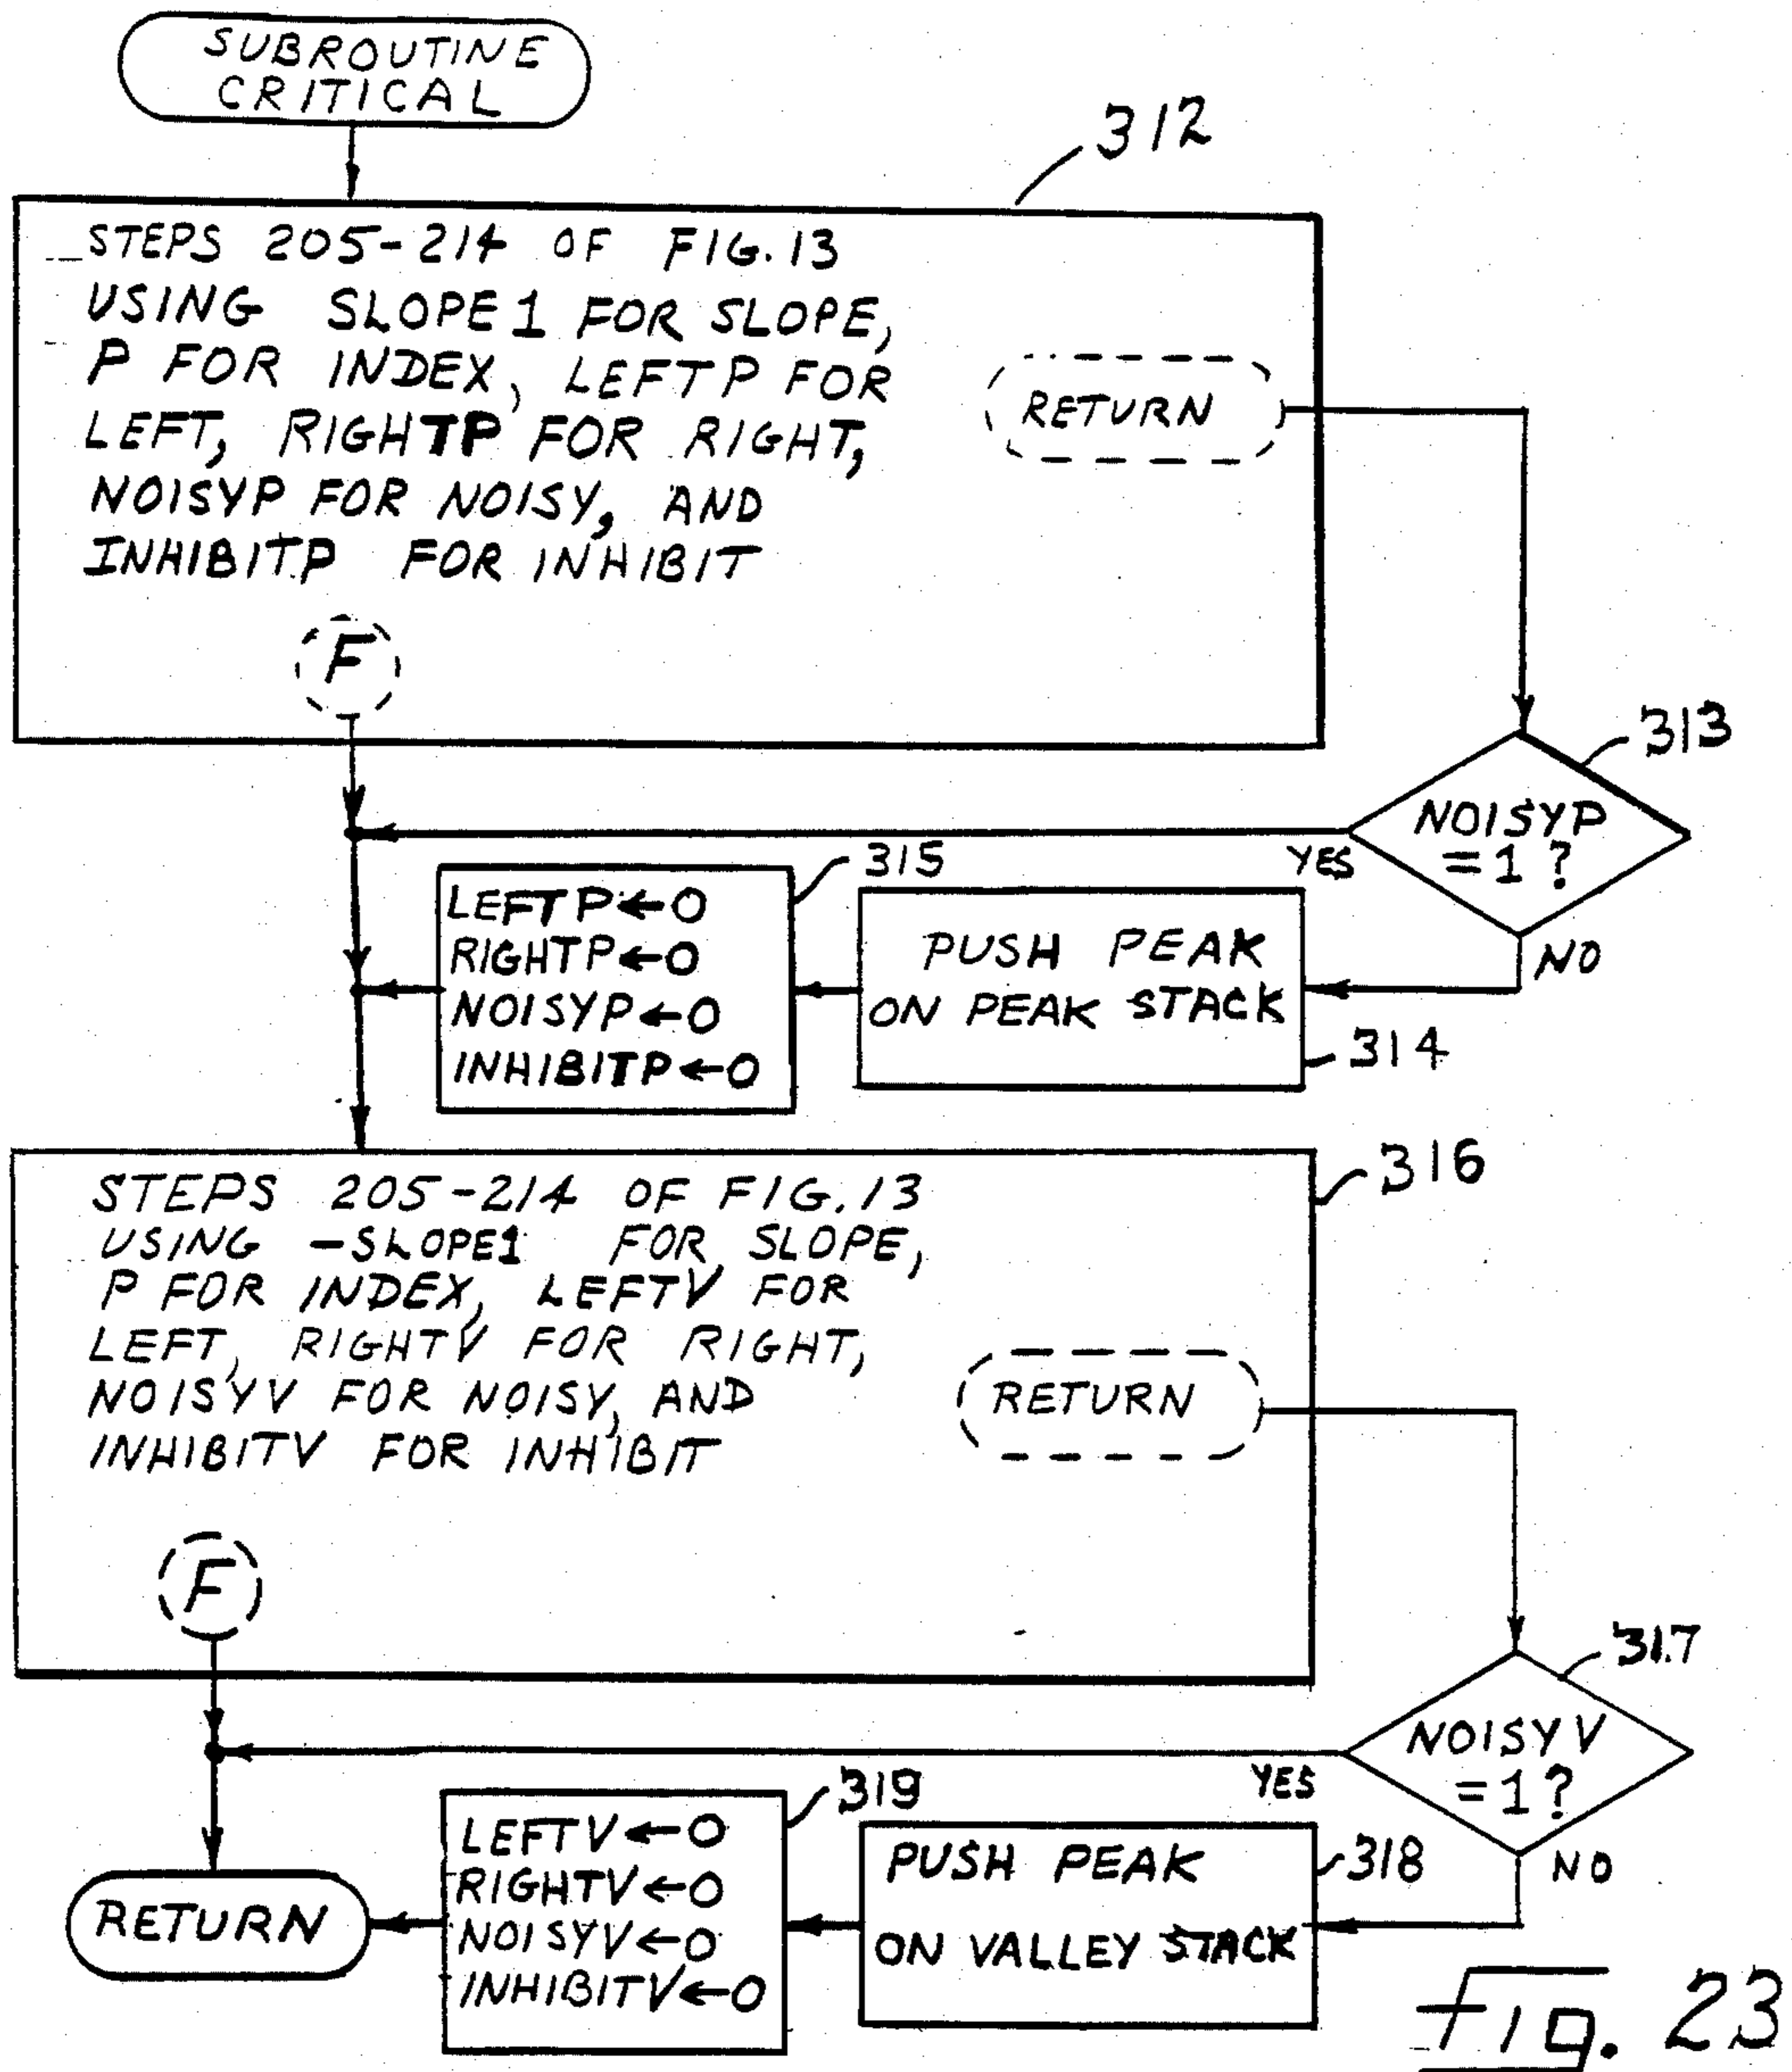 SUBROUTINE
CRITICAL
312
STEPS 205-214 OF FIG. 13
USING SLOPE1 FOR SLOPE,
P FOR INDEX, LEFTP FOR
LEFT, RIGHTP FOR RIGHT,
NOISYP FOR NOISY, AND
INHIBITP FOR INHIBIT
RETURN
F
313
NOISYP
=1?
YES
NO
315
LEFTP←0
RIGHTP←0
NOISYP←0
INHIBITP←0
PUSH PEAK
ON PEAK STACK
314
316
STEPS 205-214 OF FIG. 13
USING -SLOPE1 FOR SLOPE,
P FOR INDEX, LEFTV FOR
LEFT, RIGHTV FOR RIGHT,
NOISYV FOR NOISY, AND
INHIBITV FOR INHIBIT
RETURN
F
317
NOISYV
=1?
YES
NO
319
LEFTV←0
RIGHTV←0
NOISYV←0
INHIBITV←0
PUSH PEAK
ON VALLEY STACK
318
RETURN
Fig. 23